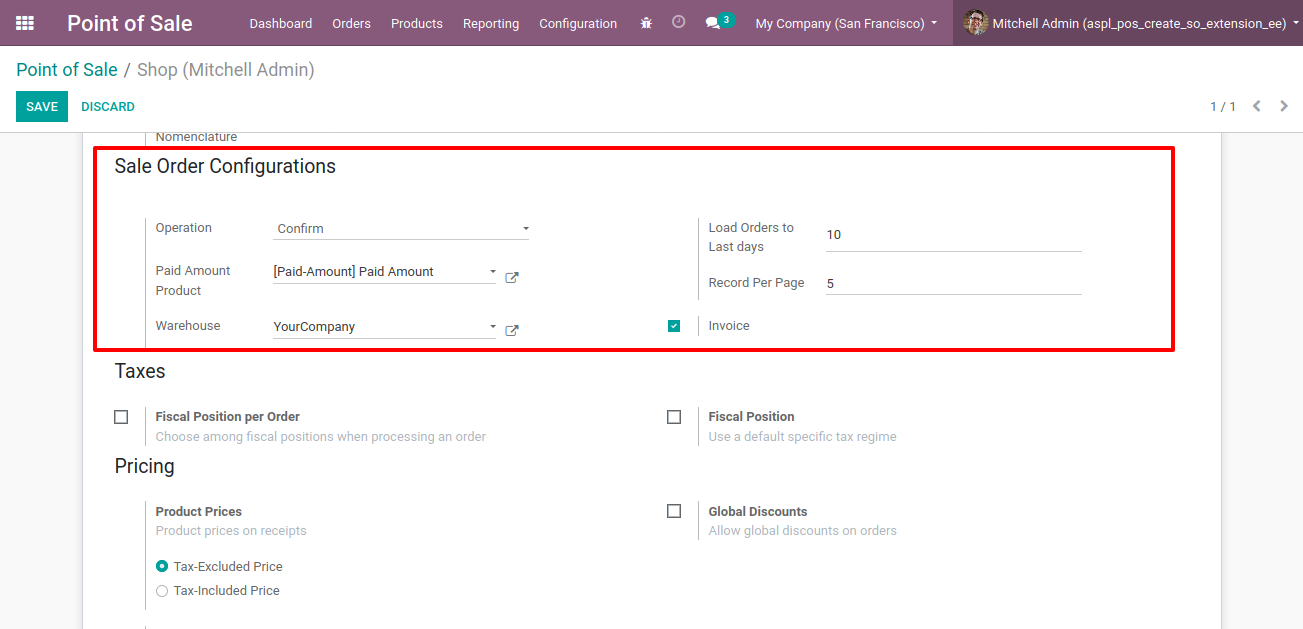 Point of Sale Dashboard Orders Products Reporting Configuration 3 My Company (San Francisco) Mitchell Admin (aspl_pos_create_so_extension_ee)
Point of Sale / Shop (Mitchell Admin)
SAVE DISCARD 1 / 1
Nomenclature
Sale Order Configurations
Operation Confirm
Load Orders to
Last days 10
Paid Amount
Product [Paid-Amount] Paid Amount
Record Per Page 5
Warehouse YourCompany
Invoice
Taxes
Fiscal Position per Order
Choose among fiscal positions when processing an order
Fiscal Position
Use a default specific tax regime
Pricing
Product Prices
Product prices on receipts
Tax-Excluded Price
Tax-Included Price
Global Discounts
Allow global discounts on orders